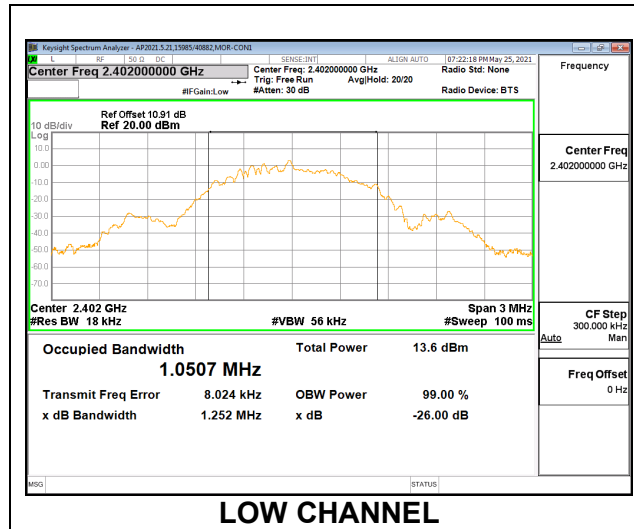 Keysight Spectrum Analyzer - AP2021.5.21,15985/40882,MOR-CON1
L RF 50 Ω DC SENSE:INT ALIGN AUTO 07:22:18 PM May 25, 2021
Center Freq 2.402000000 GHz
Center Freq: 2.402000000 GHz
Radio Std: None
Trig: Free Run
Avg|Hold: 20/20
#IFGain:Low
#Atten: 30 dB
Radio Device: BTS
Frequency
Ref Offset 10.91 dB
10 dB/div
Ref 20.00 dBm
Log
10.0
0.00
-10.0
-20.0
-30.0
-40.0
-50.0
-60.0
-70.0
Center Freq
2.402000000 GHz
Center 2.402 GHz
Span 3 MHz
#Res BW 18 kHz
#VBW 56 kHz
#Sweep 100 ms
CF Step
300.000 kHz
Auto Man
Occupied Bandwidth
1.0507 MHz
Total Power 13.6 dBm
Transmit Freq Error 8.024 kHz
OBW Power 99.00 %
x dB Bandwidth 1.252 MHz
x dB -26.00 dB
Freq Offset
0 Hz
MSG
STATUS
LOW CHANNEL